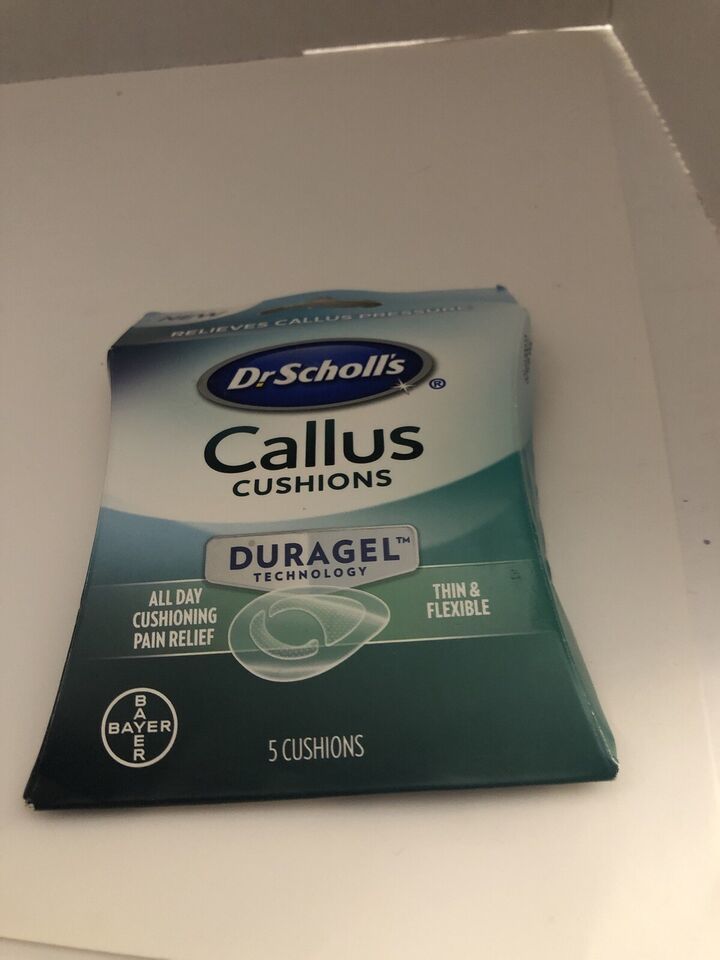 NEW
RELIEVES CALLUS PRESSURE
Dr Scholl's ®
Callus
CUSHIONS
DURAGEL™
TECHNOLOGY
ALL DAY
CUSHIONING
PAIN RELIEF
THIN &
FLEXIBLE
BAYER
BAYER
5 CUSHIONS